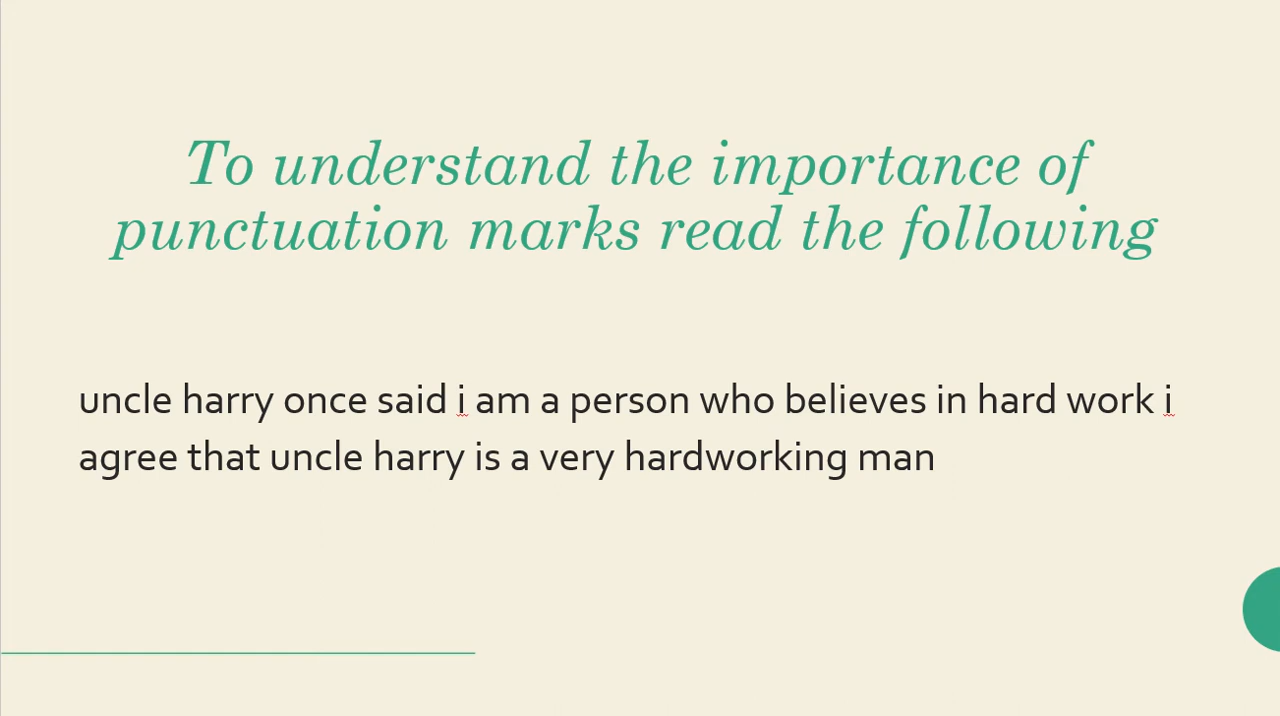 To understand the importance of
punctuation marks read the following
uncle harry once said i am a person who believes in hard work i
agree that uncle harry is a very hardworking man